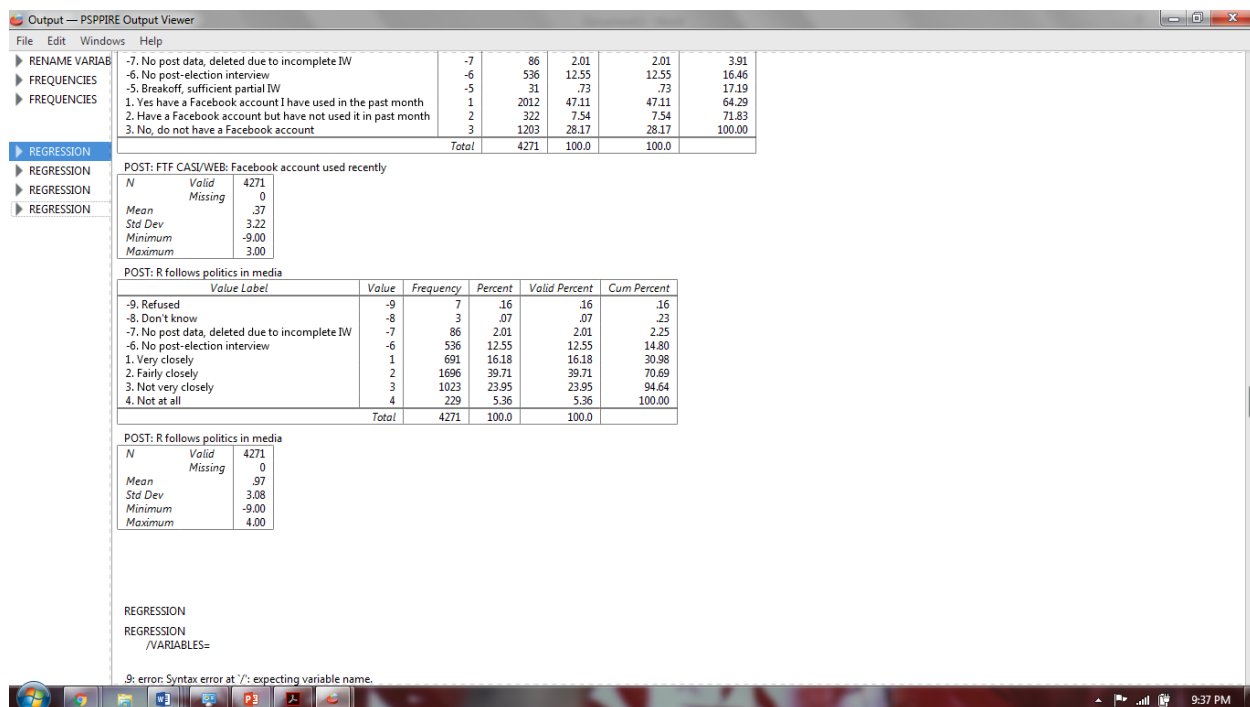 Output — PSPPIRE Output Viewer
File Edit Windows Help
RENAME VARIAB
FREQUENCIES
FREQUENCIES
REGRESSION
REGRESSION
REGRESSION
REGRESSION
-7. No post data, deleted due to incomplete IW -7 86 2.01 2.01 3.91
-6. No post-election interview -6 536 12.55 12.55 16.46
-5. Breakoff, sufficient partial IW -5 31 .73 .73 17.19
1. Yes have a Facebook account I have used in the past month 1 2012 47.11 47.11 64.29
2. Have a Facebook account but have not used it in past month 2 322 7.54 7.54 71.83
3. No, do not have a Facebook account 3 1203 28.17 28.17 100.00
Total 4271 100.0 100.0
POST: FTF CASI/WEB: Facebook account used recently
N Valid 4271
Missing 0
Mean .37
Std Dev 3.22
Minimum -9.00
Maximum 3.00
POST: R follows politics in media
Value Label Value Frequency Percent Valid Percent Cum Percent
-9. Refused -9 7 .16 .16 .16
-8. Don't know -8 3 .07 .07 .23
-7. No post data, deleted due to incomplete IW -7 86 2.01 2.01 2.25
-6. No post-election interview -6 536 12.55 12.55 14.80
1. Very closely 1 691 16.18 16.18 30.98
2. Fairly closely 2 1696 39.71 39.71 70.69
3. Not very closely 3 1023 23.95 23.95 94.64
4. Not at all 4 229 5.36 5.36 100.00
Total 4271 100.0 100.0
POST: R follows politics in media
N Valid 4271
Missing 0
Mean .97
Std Dev 3.08
Minimum -9.00
Maximum 4.00
REGRESSION
REGRESSION
/VARIABLES=
.9: error: Syntax error at `/': expecting variable name.
9:37 PM